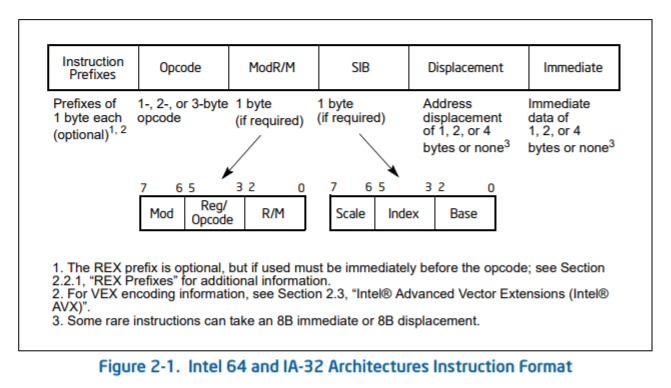 Instruction Prefixes
Opcode
ModR/M
SIB
Displacement
Immediate
Prefixes of
1 byte each
(optional)1, 2
1-, 2-, or 3-byte
opcode
1 byte
(if required)
1 byte
(if required)
Address
displacement
of 1, 2, or 4
bytes or none3
Immediate
data of
1, 2, or 4
bytes or none3
7 6 5 3 2 0
Mod
Reg/
Opcode
R/M
7 6 5 3 2 0
Scale
Index
Base
1. The REX prefix is optional, but if used must be immediately before the opcode; see Section
2.2.1, “REX Prefixes” for additional information.
2. For VEX encoding information, see Section 2.3, “Intel® Advanced Vector Extensions (Intel®
AVX)”.
3. Some rare instructions can take an 8B immediate or 8B displacement.
Figure 2-1. Intel 64 and IA-32 Architectures Instruction Format